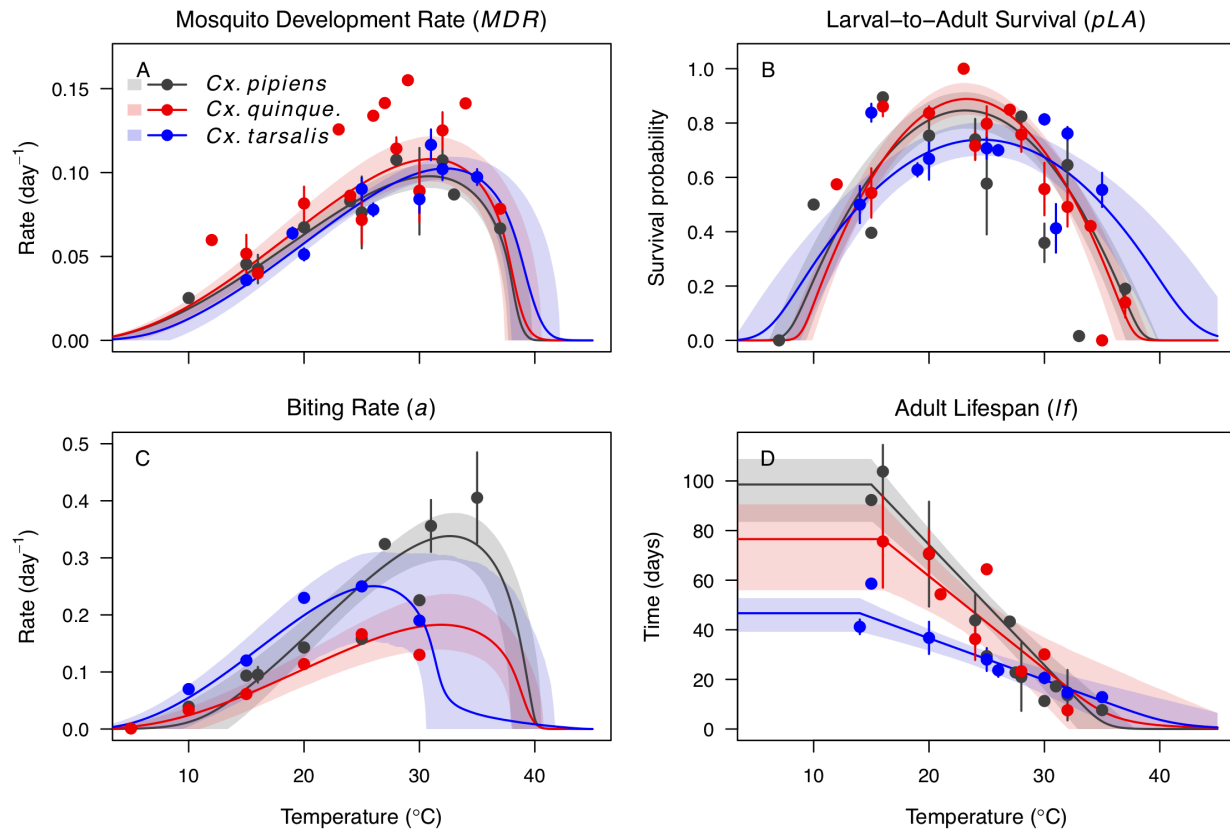 Mosquito Development Rate (MDR)
A
Cx. pipiens
Cx. quinque.
Cx. tarsalis
Rate (day⁻¹)
0.15
0.10
0.05
0.00
Larval−to−Adult Survival (pLA)
B
Survival probability
1.0
0.8
0.6
0.4
0.2
0.0
Biting Rate (a)
C
Rate (day⁻¹)
0.5
0.4
0.3
0.2
0.1
0.0
10 20 30 40
Temperature (°C)
Adult Lifespan (lf)
D
Time (days)
100
80
60
40
20
0
10 20 30 40
Temperature (°C)